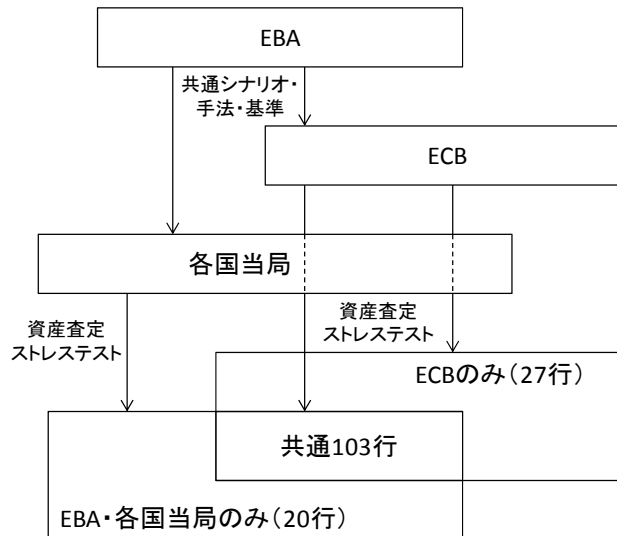 EBA
共通シナリオ・
手法・基準
ECB
各国当局
資産査定
ストレステスト
資産査定
ストレステスト
ECBのみ（27行）
共通103行
EBA・各国当局のみ（20行）